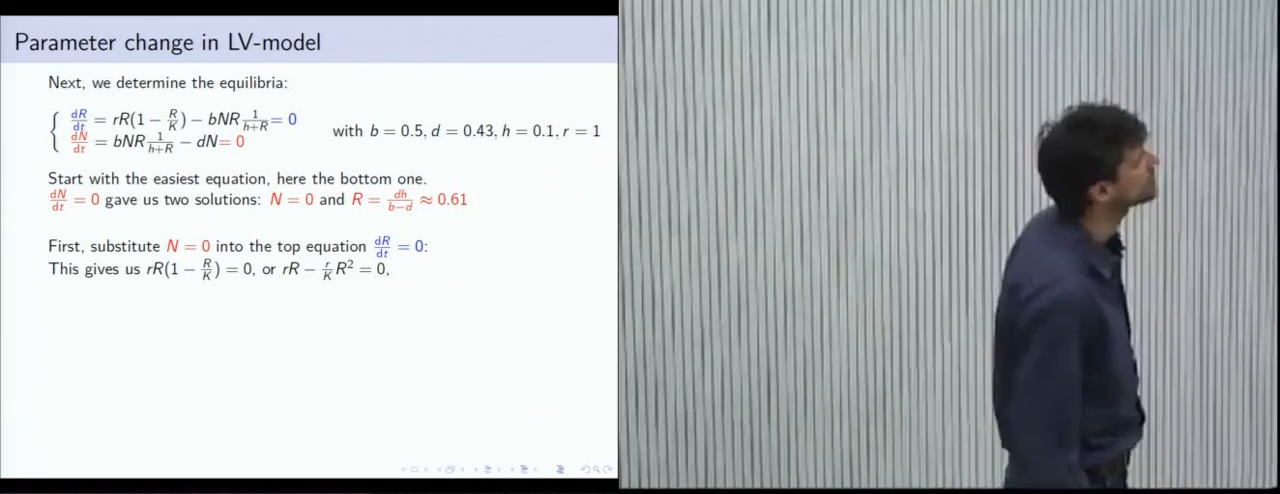 Parameter change in LV-model
Next, we determine the equilibria:
{ dR/dt = rR(1 − R/K) − bNR 1/(h+R) = 0
dN/dt = bNR 1/(h+R) − dN = 0
with b = 0.5, d = 0.43, h = 0.1, r = 1
Start with the easiest equation, here the bottom one.
dN/dt = 0 gave us two solutions: N = 0 and R = dh/(b−d) ≈ 0.61
First, substitute N = 0 into the top equation dR/dt = 0:
This gives us rR(1 − R/K) = 0, or rR − r/K R² = 0,